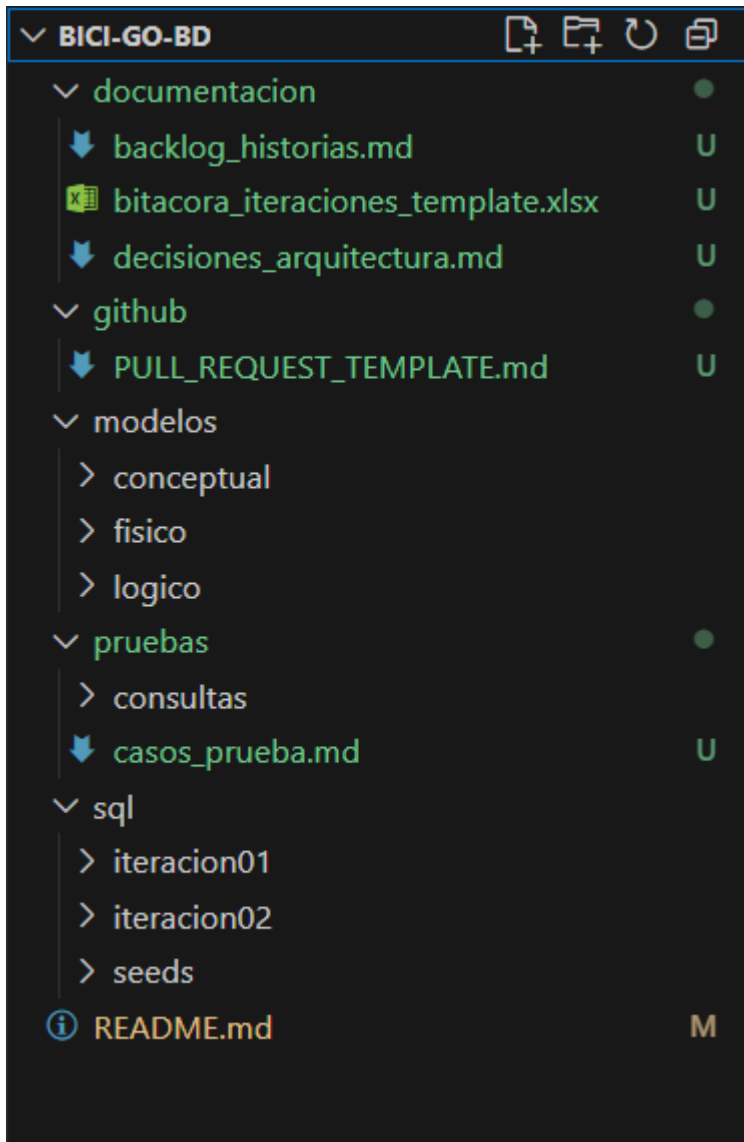 BICI-GO-BD
documentacion
backlog_historias.md U
bitacora_iteraciones_template.xlsx U
decisiones_arquitectura.md U
github
PULL_REQUEST_TEMPLATE.md U
modelos
conceptual
fisico
logico
pruebas
consultas
casos_prueba.md U
sql
iteracion01
iteracion02
seeds
README.md M